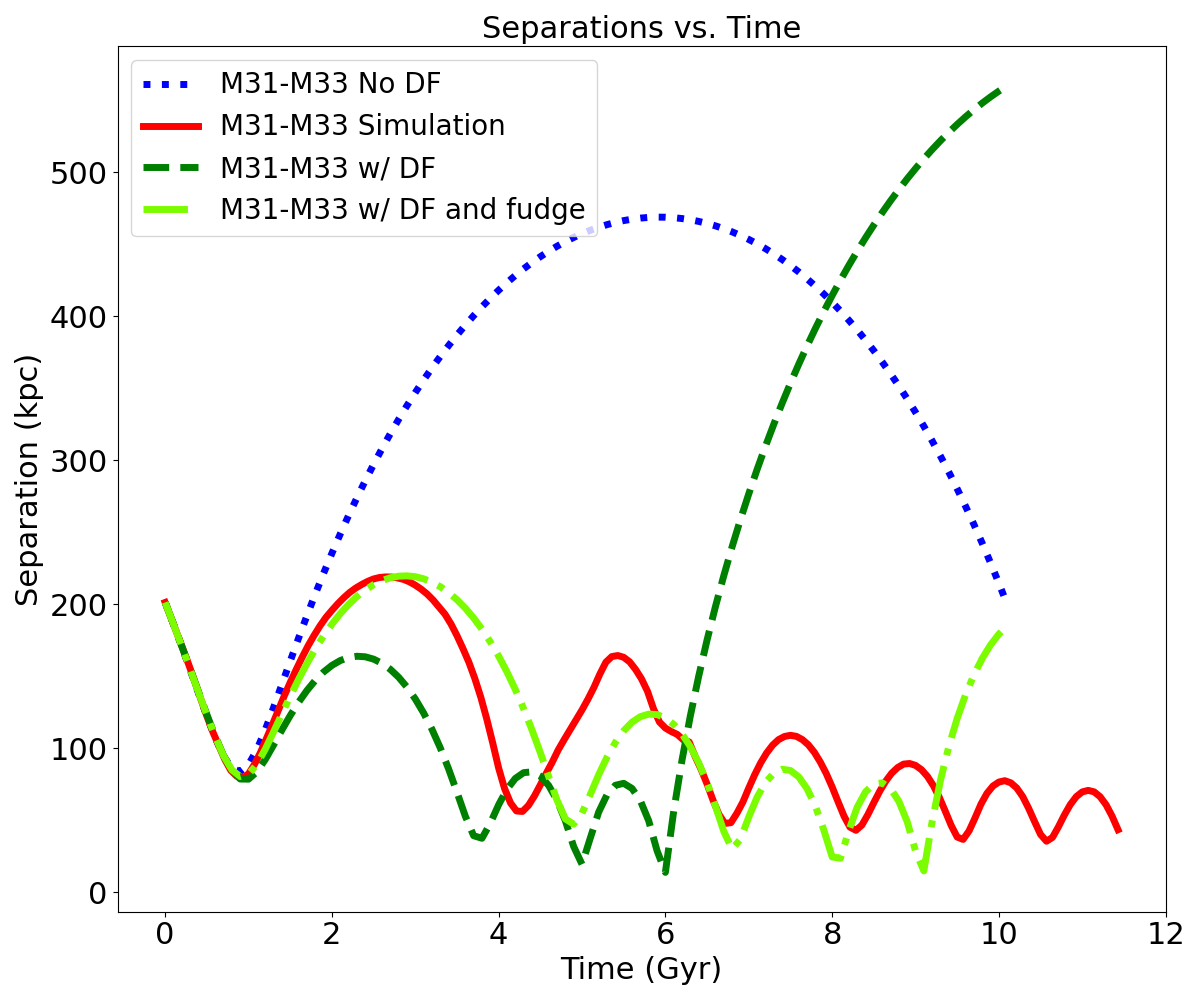 Separations vs. Time
M31-M33 No DF
M31-M33 Simulation
M31-M33 w/ DF
M31-M33 w/ DF and fudge
Separation (kpc)
500
400
300
200
100
0
0 2 4 6 8 10 12
Time (Gyr)